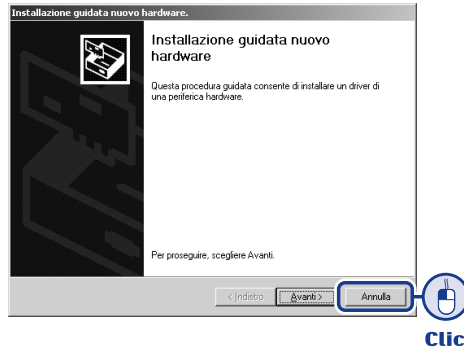 Installazione guidata nuovo hardware.
Installazione guidata nuovo
hardware
Questa procedura guidata consente di installare un driver di
una periferica hardware.
Per proseguire, scegliere Avanti.
< Indietro
Avanti >
Annulla
Clic